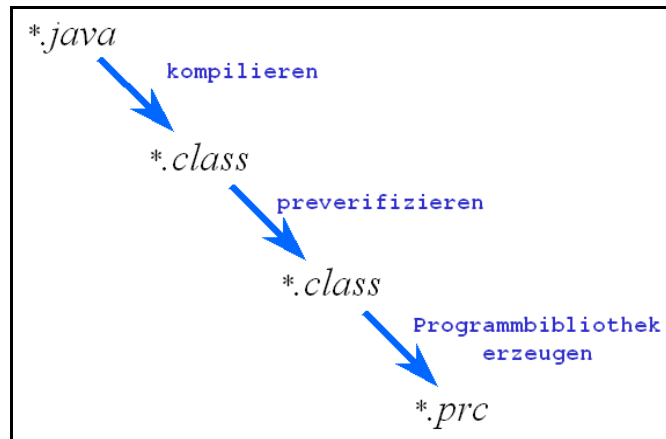 *.java
kompilieren
*.class
preverifizieren
*.class
Programmbibliothek
erzeugen
*.prc